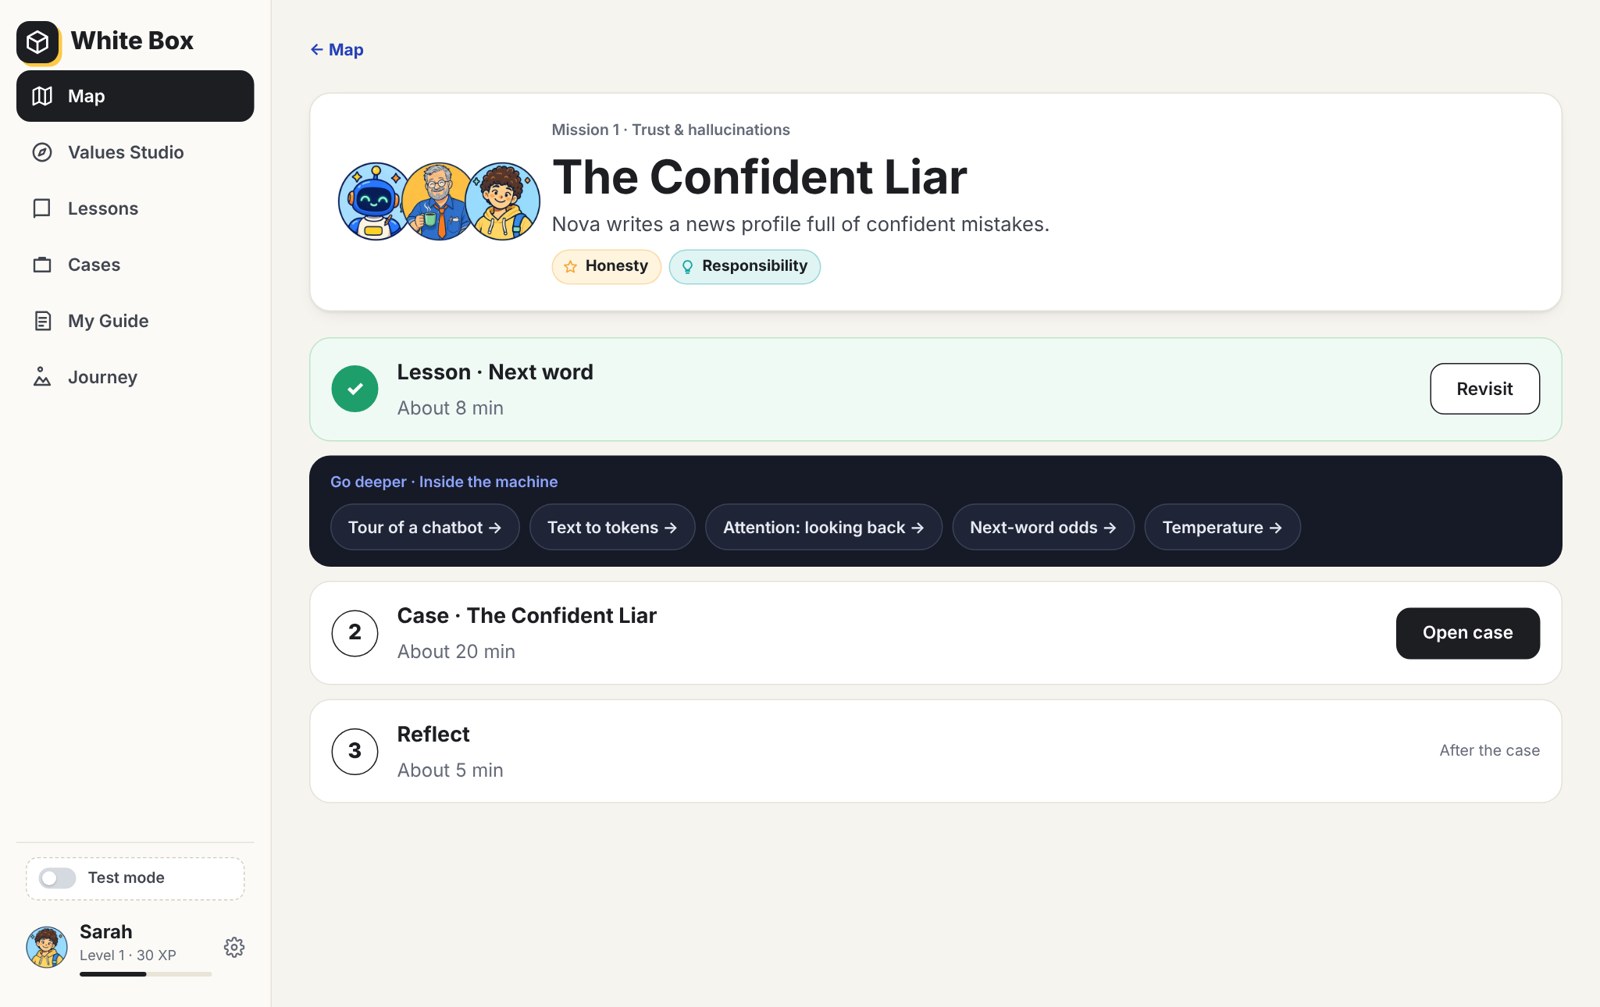 White Box
Map
Values Studio
Lessons
Cases
My Guide
Journey
Test mode
Sarah
Level 1 · 30 XP
← Map
Mission 1 · Trust & hallucinations
The Confident Liar
Nova writes a news profile full of confident mistakes.
Honesty
Responsibility
Lesson · Next word
About 8 min
Revisit
Go deeper · Inside the machine
Tour of a chatbot →
Text to tokens →
Attention: looking back →
Next-word odds →
Temperature →
2
Case · The Confident Liar
About 20 min
Open case
3
Reflect
About 5 min
After the case